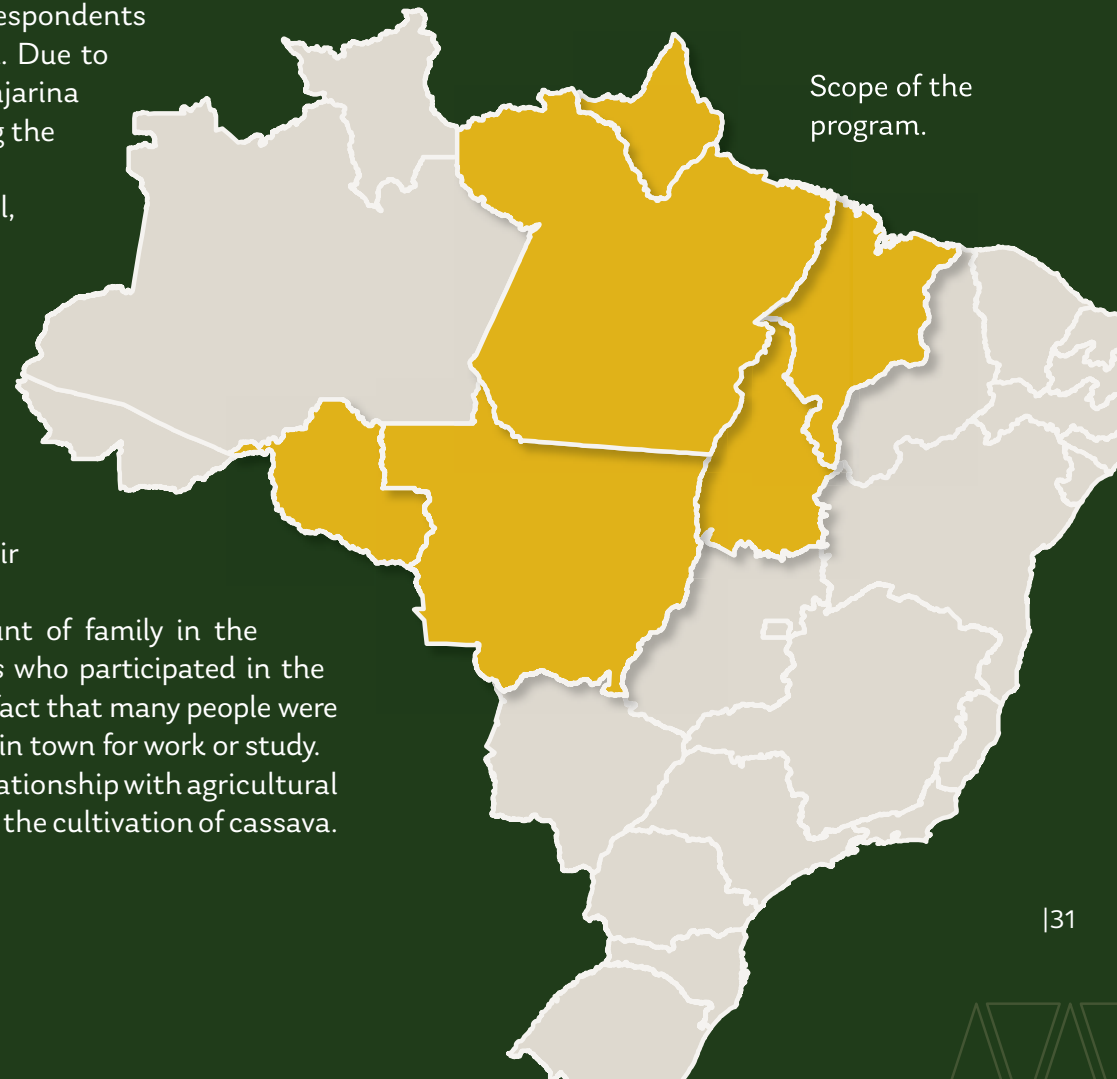 espondents
. Due to
jarina
g the
l,
ir
unt of family in the
s who participated in the
fact that many people were
in town for work or study.
ationship with agricultural
the cultivation of cassava.
Scope of the
program.
|31